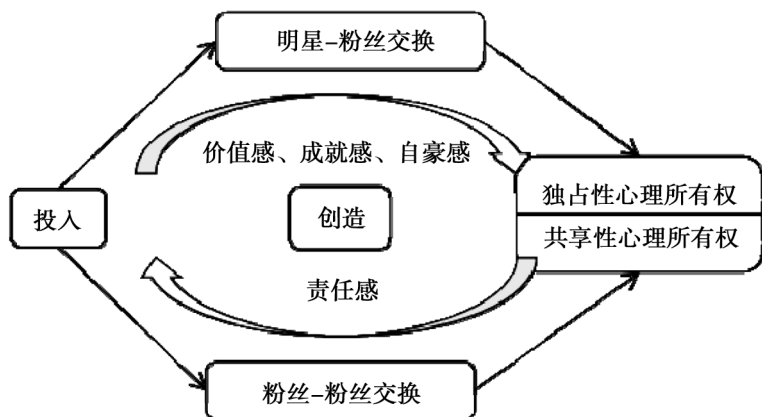 明星-粉丝交换
价值感、成就感、自豪感
独占性心理所有权
投入
创造
共享性心理所有权
责任感
粉丝-粉丝交换